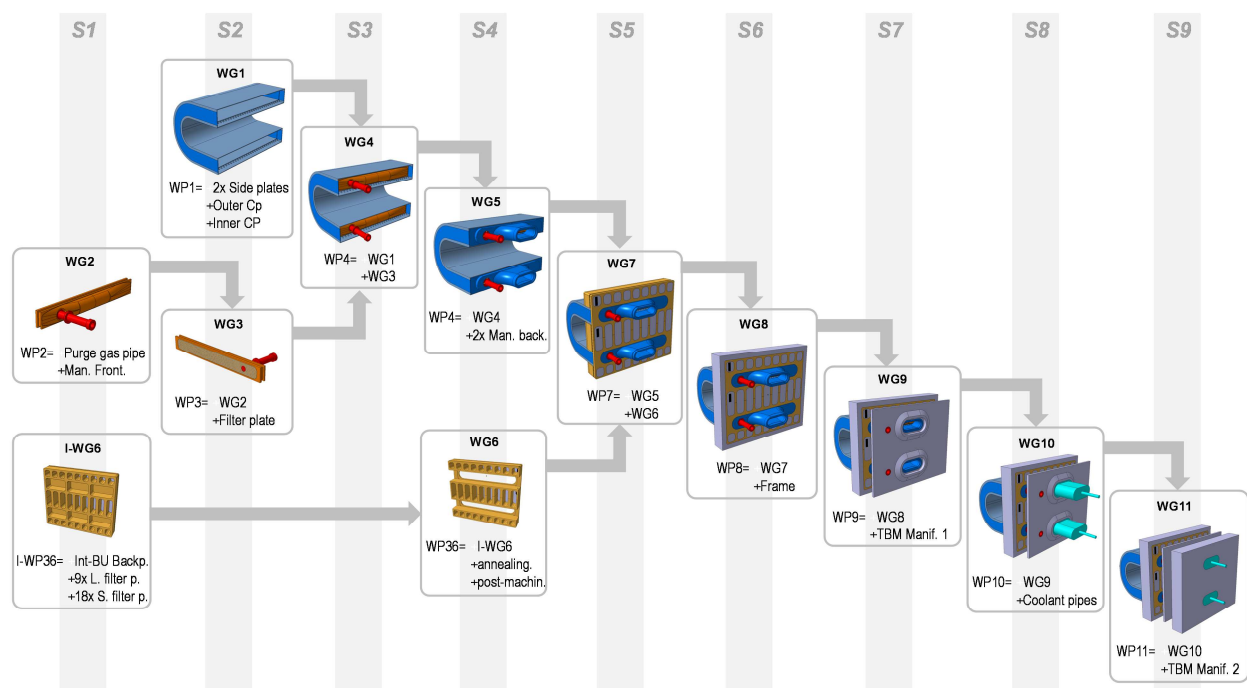 S1
S2
S3
S4
S5
S6
S7
S8
S9
WG1
WP1= 2x Side plates
+Outer Cp
+Inner CP
WG2
WP2= Purge gas pipe
+Man. Front.
WG3
WP3= WG2
+Filter plate
WG4
WP4= WG1
+WG3
WG5
WP4= WG4
+2x Man. back.
I-WG6
I-WP36= Int-BU Backp.
+9x L. filter p.
+18x S. filter p.
WG6
WP36= I-WG6
+annealing.
+post-machin.
WG7
WP7= WG5
+WG6
WG8
WP8= WG7
+Frame
WG9
WP9= WG8
+TBM Manif. 1
WG10
WP10= WG9
+Coolant pipes
WG11
WP11= WG10
+TBM Manif. 2